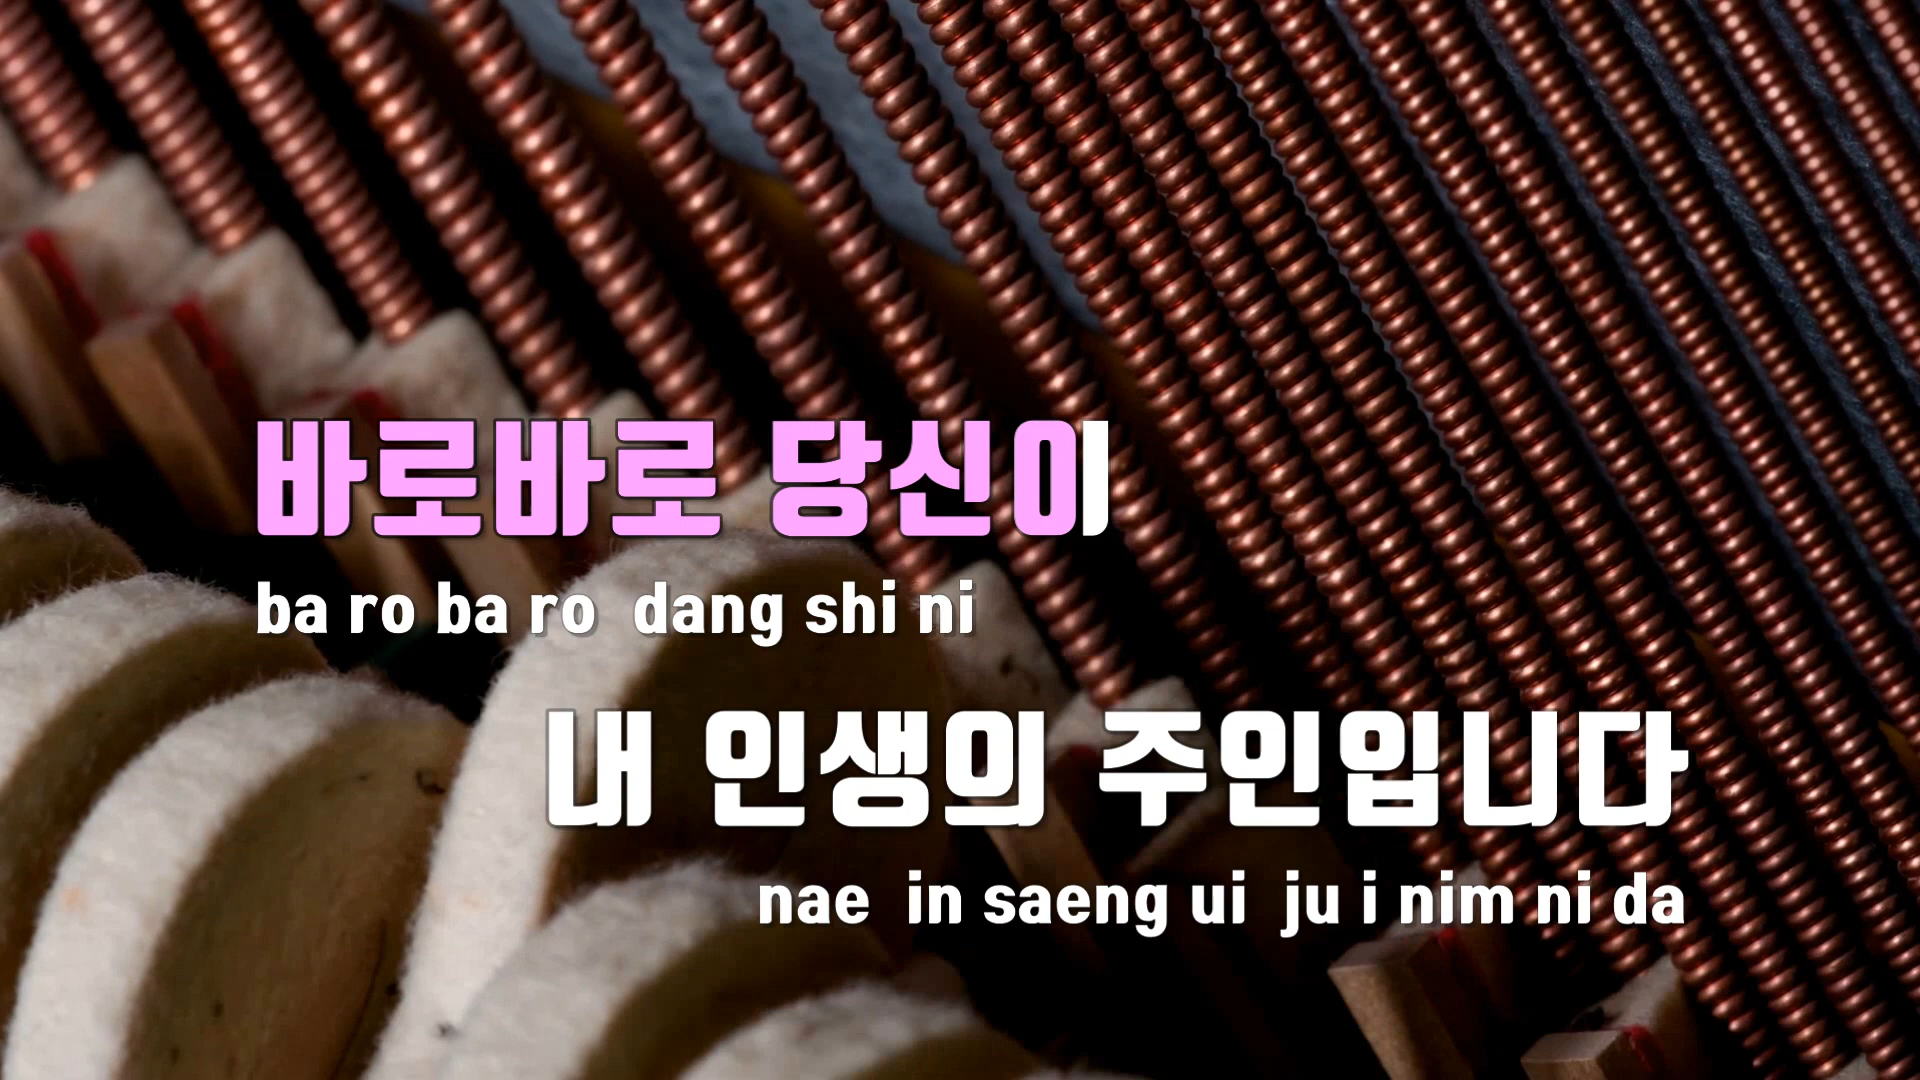 바로바로 당신이
ba ro ba ro dang shi ni
내 인생의 주인입니다
nae in saeng ui ju i nim ni da